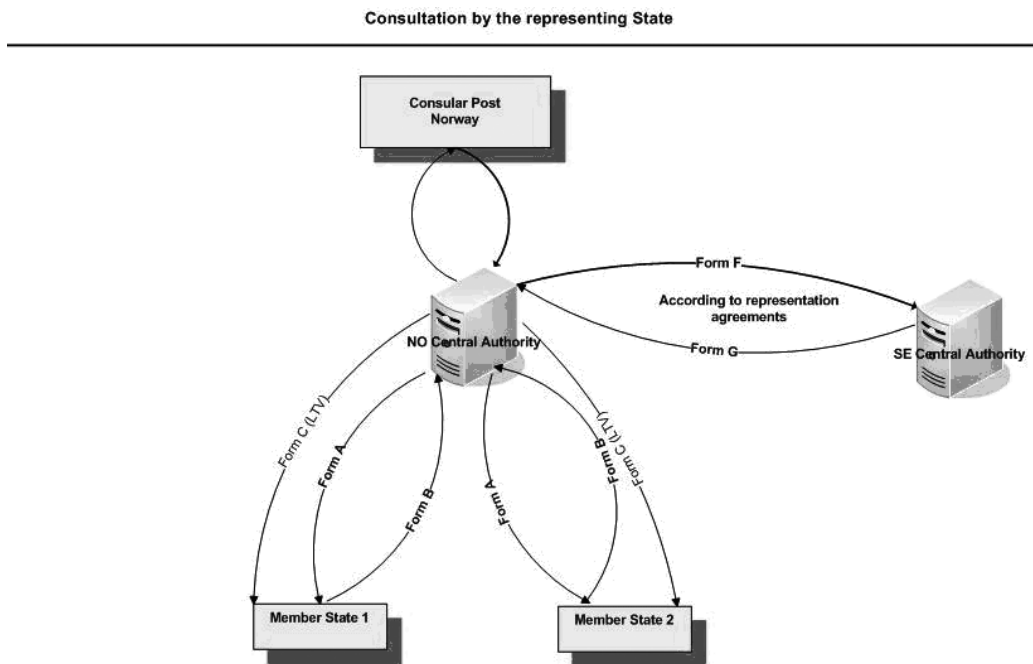 Consultation by the representing State
Consular Post
Norway
Form F
According to representation
agreements
NO Central Authority
Form G
SE Central Authority
Form C (LTV)
Form A
Form B
Form A
Form B
Form C (LTV)
Member State 1
Member State 2